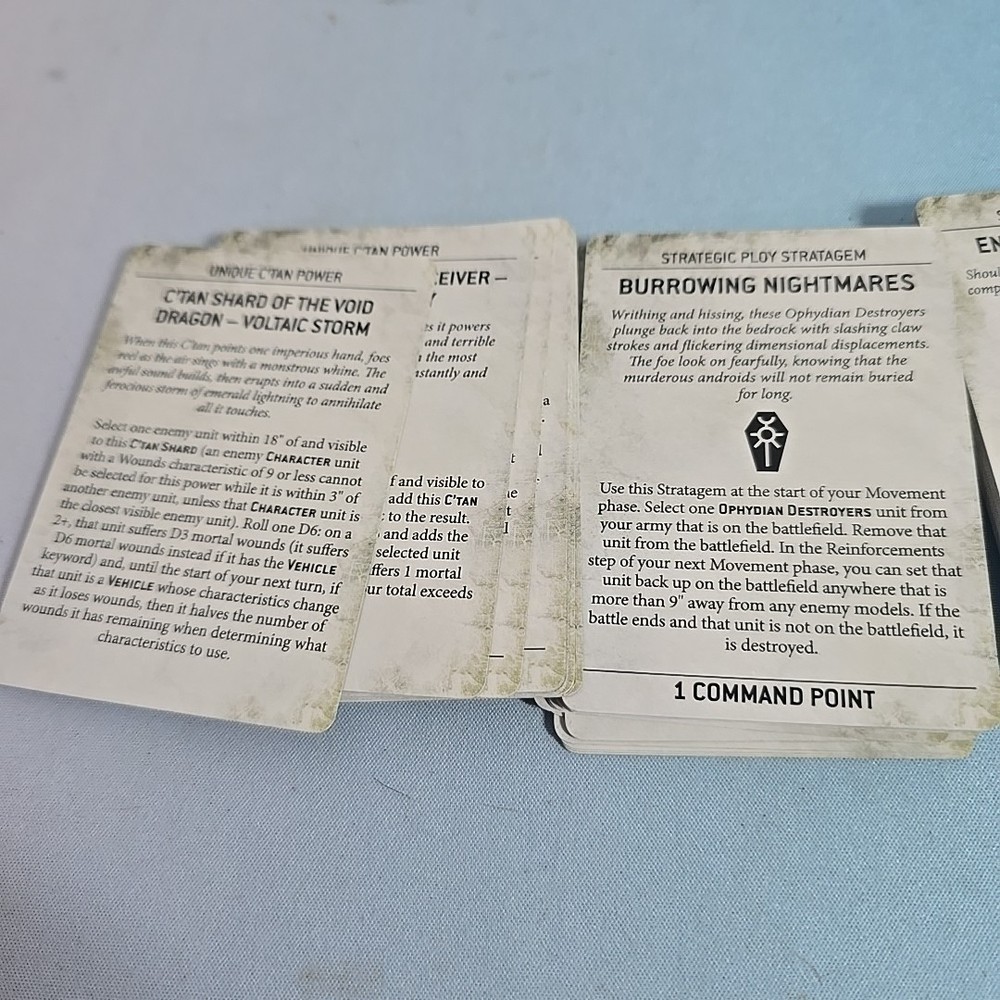 UNIQUE C'TAN POWER
C'TAN SHARD OF THE VOID
DRAGON – VOLTAIC STORM
When this C'tan points one imperious hand, foes
reel as the air sings with a monstrous whine. The
awful sound builds, then erupts into a sudden and
ferocious storm of emerald lightning to annihilate
all it touches.
Select one enemy unit within 18" of and visible
to this C'TAN SHARD (an enemy CHARACTER unit
with a Wounds characteristic of 9 or less cannot
be selected for this power while it is within 3" of
another enemy unit, unless that CHARACTER unit is
the closest visible enemy unit). Roll one D6: on a
2+, that unit suffers D3 mortal wounds (it suffers
D6 mortal wounds instead if it has the VEHICLE
keyword) and, until the start of your next turn, if
that unit is a VEHICLE whose characteristics change
as it loses wounds, then it halves the number of
wounds it has remaining when determining what
characteristics to use.
UNIQUE C'TAN POWER
EIVER –
it powers
and terrible
the most
stantly and
f and visible to
add this C'TAN
to the result.
and adds the
selected unit
ffers 1 mortal
ur total exceeds
a
STRATEGIC PLOY STRATAGEM
BURROWING NIGHTMARES
Writhing and hissing, these Ophydian Destroyers
plunge back into the bedrock with slashing claw
strokes and flickering dimensional displacements.
The foe look on fearfully, knowing that the
murderous androids will not remain buried
for long.
Use this Stratagem at the start of your Movement
phase. Select one OPHYDIAN DESTROYERS unit from
your army that is on the battlefield. Remove that
unit from the battlefield. In the Reinforcements
step of your next Movement phase, you can set that
unit back up on the battlefield anywhere that is
more than 9" away from any enemy models. If the
battle ends and that unit is not on the battlefield, it
is destroyed.
1 COMMAND POINT
EN
Shoul
comp